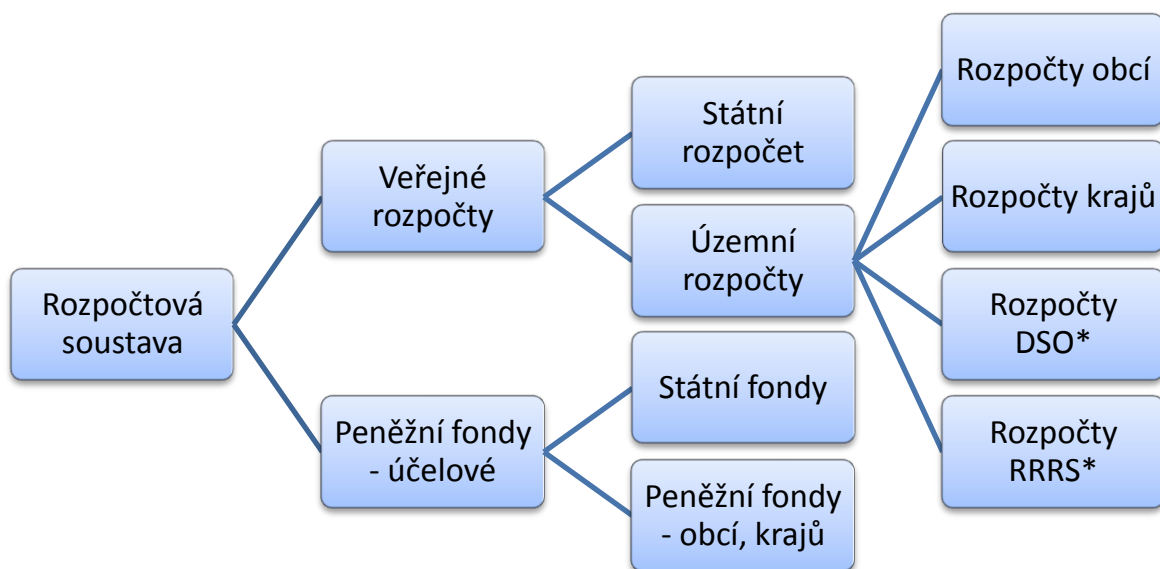 Rozpočtová
soustava
Veřejné
rozpočty
Peněžní fondy
- účelové
Státní
rozpočet
Územní
rozpočty
Státní fondy
Peněžní fondy
- obcí, krajů
Rozpočty obcí
Rozpočty krajů
Rozpočty
DSO*
Rozpočty
RRRS*